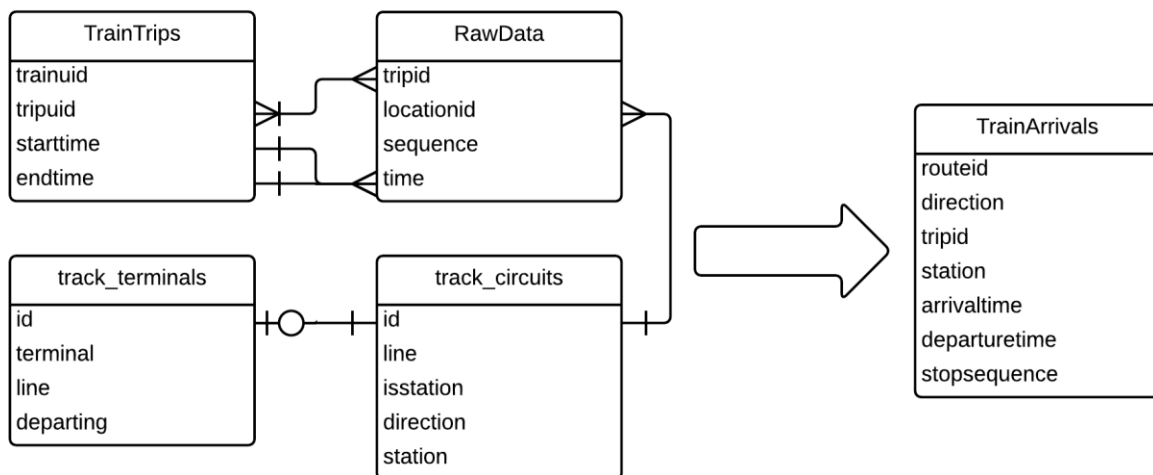 TrainTrips
trainuid
tripuid
starttime
endtime
RawData
tripid
locationid
sequence
time
track_terminals
id
terminal
line
departing
track_circuits
id
line
isstation
direction
station
TrainArrivals
routeid
direction
tripid
station
arrivaltime
departuretime
stopsequence